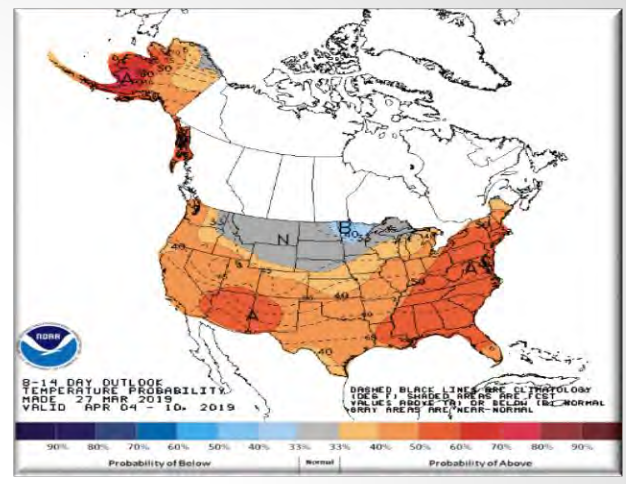 A
N
B
A
A
40
40
40
50
NOAA
8-14 DAY OUTLOOK
TEMPERATURE PROBABILITY
MADE 27 MAR 2019
VALID APR 04 - 10, 2019
DASHED BLACK LINES ARE CLIMATOLOGY
(DEG F) SHADED AREAS ARE FCST
VALUES ABOVE (A) OR BELOW (B) NORMAL
GRAY AREAS ARE NEAR-NORMAL
90% 80% 70% 60% 50% 40% 33% 33% 40% 50% 60% 70% 80% 90%
Probability of Below Normal Probability of Above